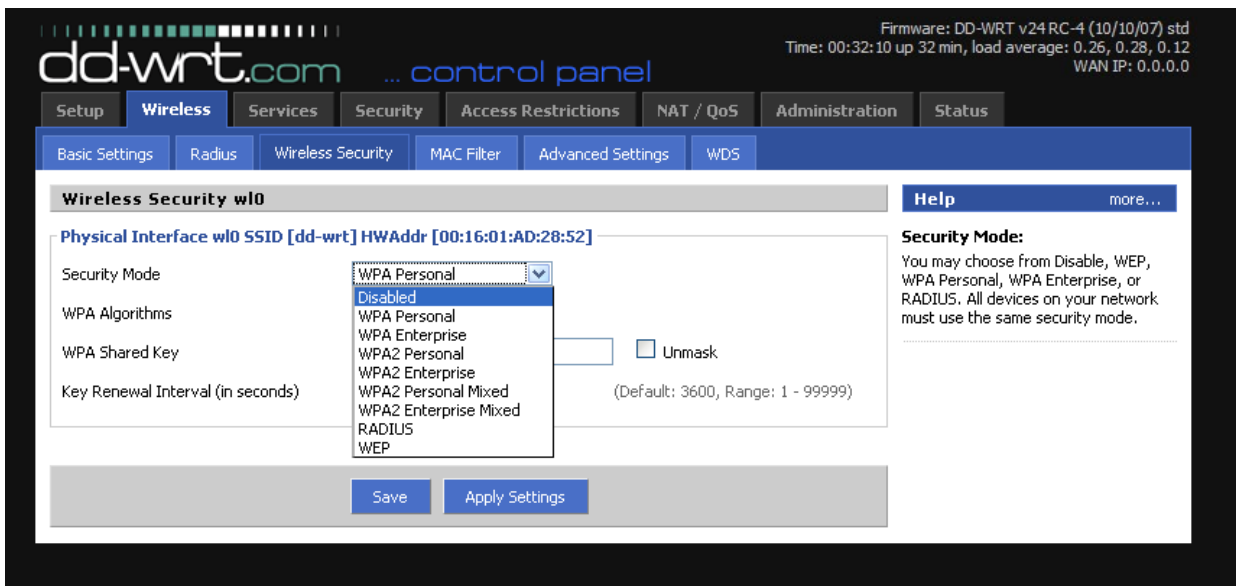 Firmware: DD-WRT v24 RC-4 (10/10/07) std
Time: 00:32:10 up 32 min, load average: 0.26, 0.28, 0.12
WAN IP: 0.0.0.0
dd-wrt.com ... control panel
Setup Wireless Services Security Access Restrictions NAT / QoS Administration Status
Basic Settings Radius Wireless Security MAC Filter Advanced Settings WDS
Wireless Security wl0
Physical Interface wl0 SSID [dd-wrt] HWAddr [00:16:01:AD:28:52]
Security Mode WPA Personal
Disabled
WPA Personal
WPA Enterprise
WPA2 Personal
WPA2 Enterprise
WPA2 Personal Mixed
WPA2 Enterprise Mixed
RADIUS
WEP
WPA Algorithms
WPA Shared Key Unmask
Key Renewal Interval (in seconds) (Default: 3600, Range: 1 - 99999)
Save Apply Settings
Help more...
Security Mode:
You may choose from Disable, WEP,
WPA Personal, WPA Enterprise, or
RADIUS. All devices on your network
must use the same security mode.